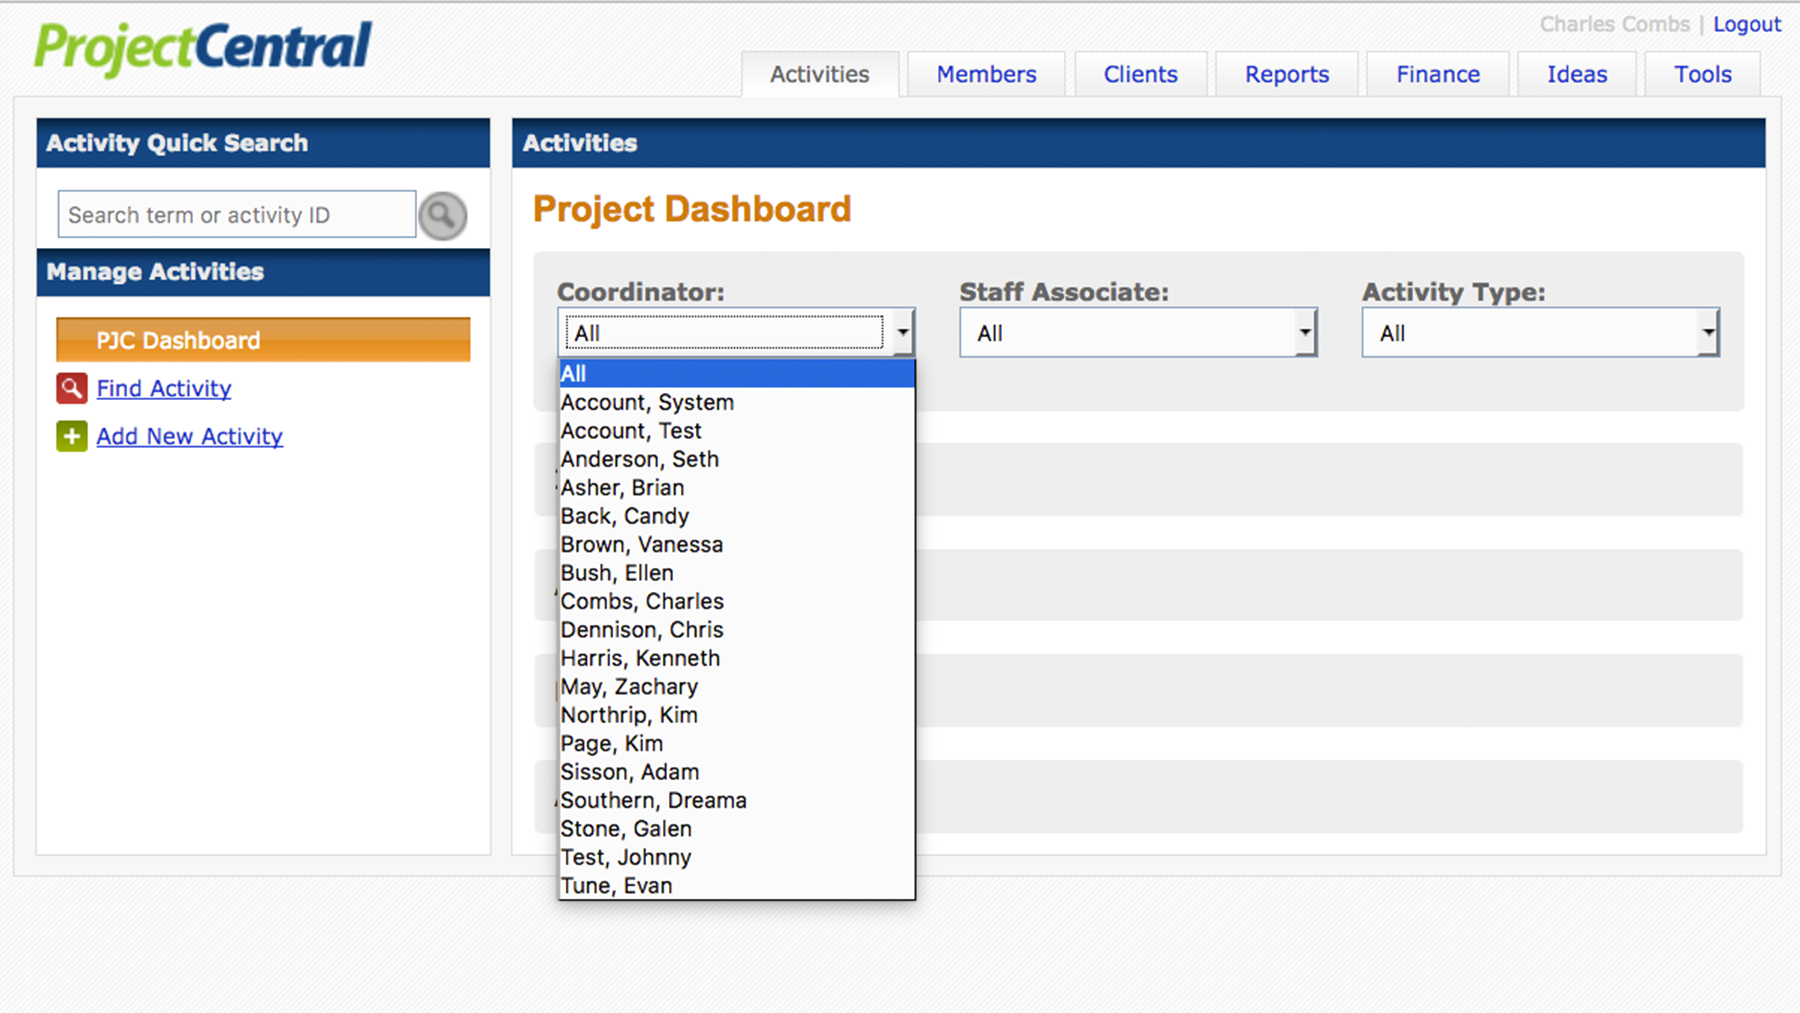 ProjectCentral
Charles Combs | Logout
Activities
Members
Clients
Reports
Finance
Ideas
Tools
Activity Quick Search
Search term or activity ID
Manage Activities
PJC Dashboard
Find Activity
Add New Activity
Activities
Project Dashboard
Coordinator:
All
Staff Associate:
All
Activity Type:
All
All
Account, System
Account, Test
Anderson, Seth
Asher, Brian
Back, Candy
Brown, Vanessa
Bush, Ellen
Combs, Charles
Dennison, Chris
Harris, Kenneth
May, Zachary
Northrip, Kim
Page, Kim
Sisson, Adam
Southern, Dreama
Stone, Galen
Test, Johnny
Tune, Evan